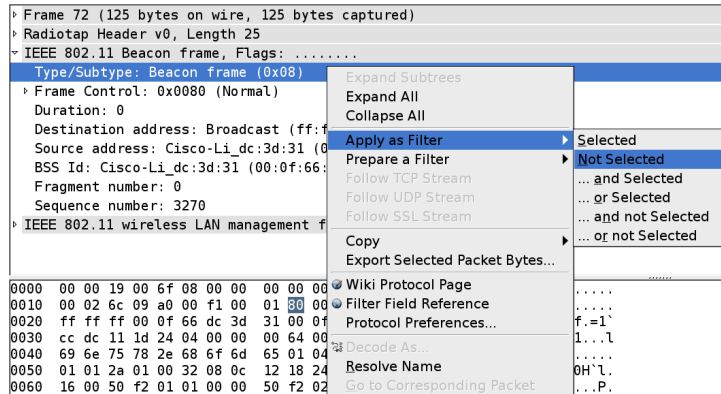 Frame 72 (125 bytes on wire, 125 bytes captured)
Radiotap Header v0, Length 25
IEEE 802.11 Beacon frame, Flags: ........
Type/Subtype: Beacon frame (0x08)
Frame Control: 0x0080 (Normal)
Duration: 0
Destination address: Broadcast (ff:f
Source address: Cisco-Li_dc:3d:31 (0
BSS Id: Cisco-Li_dc:3d:31 (00:0f:66:
Fragment number: 0
Sequence number: 3270
IEEE 802.11 wireless LAN management f
Expand Subtrees
Expand All
Collapse All
Apply as Filter
Prepare a Filter
Follow TCP Stream
Follow UDP Stream
Follow SSL Stream
Copy
Export Selected Packet Bytes...
Wiki Protocol Page
Filter Field Reference
Protocol Preferences...
Decode As...
Resolve Name
Go to Corresponding Packet
Selected
Not Selected
... and Selected
... or Selected
... and not Selected
... or not Selected
0000 00 00 19 00 6f 08 00 00 00 00 00 .....
0010 00 02 6c 09 a0 00 f1 00 01 80 00 .....
0020 ff ff ff 00 0f 66 dc 3d 31 00 0f f.=1`
0030 cc dc 11 1d 24 04 00 00 00 64 00 1...l
0040 69 6e 75 78 2e 68 6f 6d 65 01 04 .....
0050 01 01 2a 01 00 32 08 0c 12 18 24 0H`l.
0060 16 00 50 f2 01 01 00 00 50 f2 02 ...P.